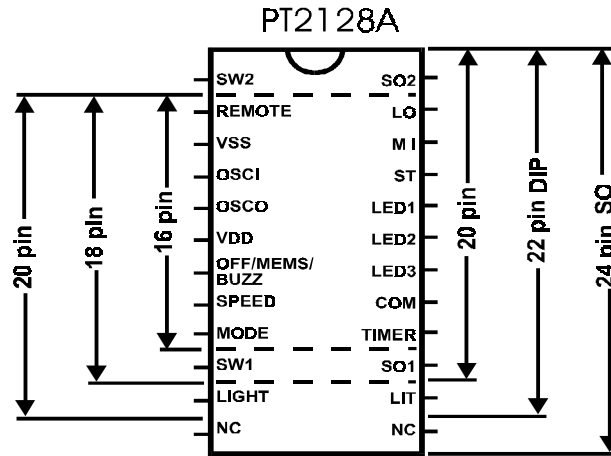 PT2128A
SW2 SO2
REMOTE LO
VSS MI
OSCI ST
OSCO LED1
VDD LED2
OFF/MEMS/
BUZZ LED3
SPEED COM
MODE TIMER
SW1 SO1
LIGHT LIT
NC NC
20 pin
18 pin
16 pin
20 pin
22 pin DIP
24 pin SO